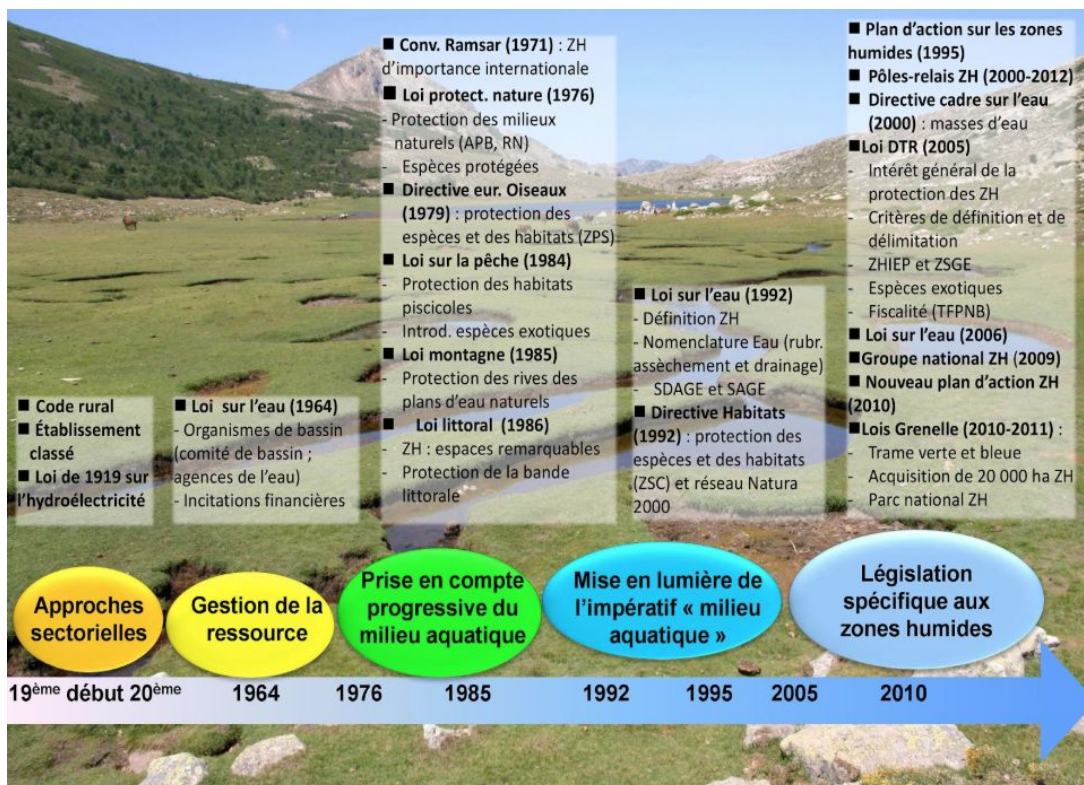 ■ Code rural
■ Établissement
classé
■ Loi de 1919 sur
l'hydroélectricité
■ Loi sur l'eau (1964)
- Organismes de bassin
(comité de bassin ;
agences de l'eau)
- Incitations financières
■ Conv. Ramsar (1971) : ZH
d'importance internationale
■ Loi protect. nature (1976)
- Protection des milieux
naturels (APB, RN)
- Espèces protégées
■ Directive eur. Oiseaux
(1979) : protection des
espèces et des habitats (ZPS)
■ Loi sur la pêche (1984)
- Protection des habitats
piscicoles
- Introd. espèces exotiques
■ Loi montagne (1985)
- Protection des rives des
plans d'eau naturels
■ Loi littoral (1986)
- ZH : espaces remarquables
- Protection de la bande
littorale
■ Loi sur l'eau (1992)
- Définition ZH
- Nomenclature Eau (rubr.
assèchement et drainage)
- SDAGE et SAGE
■ Directive Habitats
(1992) : protection des
espèces et des habitats
(ZSC) et réseau Natura
2000
■ Plan d'action sur les zones
humides (1995)
■ Pôles-relais ZH (2000-2012)
■ Directive cadre sur l'eau
(2000) : masses d'eau
■ Loi DTR (2005)
- Intérêt général de la
protection des ZH
- Critères de définition et de
délimitation
- ZHIEP et ZSGE
- Espèces exotiques
- Fiscalité (TFPNB)
■ Loi sur l'eau (2006)
■ Groupe national ZH (2009)
■ Nouveau plan d'action ZH
(2010)
■ Lois Grenelle (2010-2011) :
- Trame verte et bleue
- Acquisition de 20 000 ha ZH
- Parc national ZH
Approches
sectorielles
Gestion de la
ressource
Prise en compte
progressive du
milieu aquatique
Mise en lumière de
l'impératif « milieu
aquatique »
Législation
spécifique aux
zones humides
19ème début 20ème 1964 1976 1985 1992 1995 2005 2010